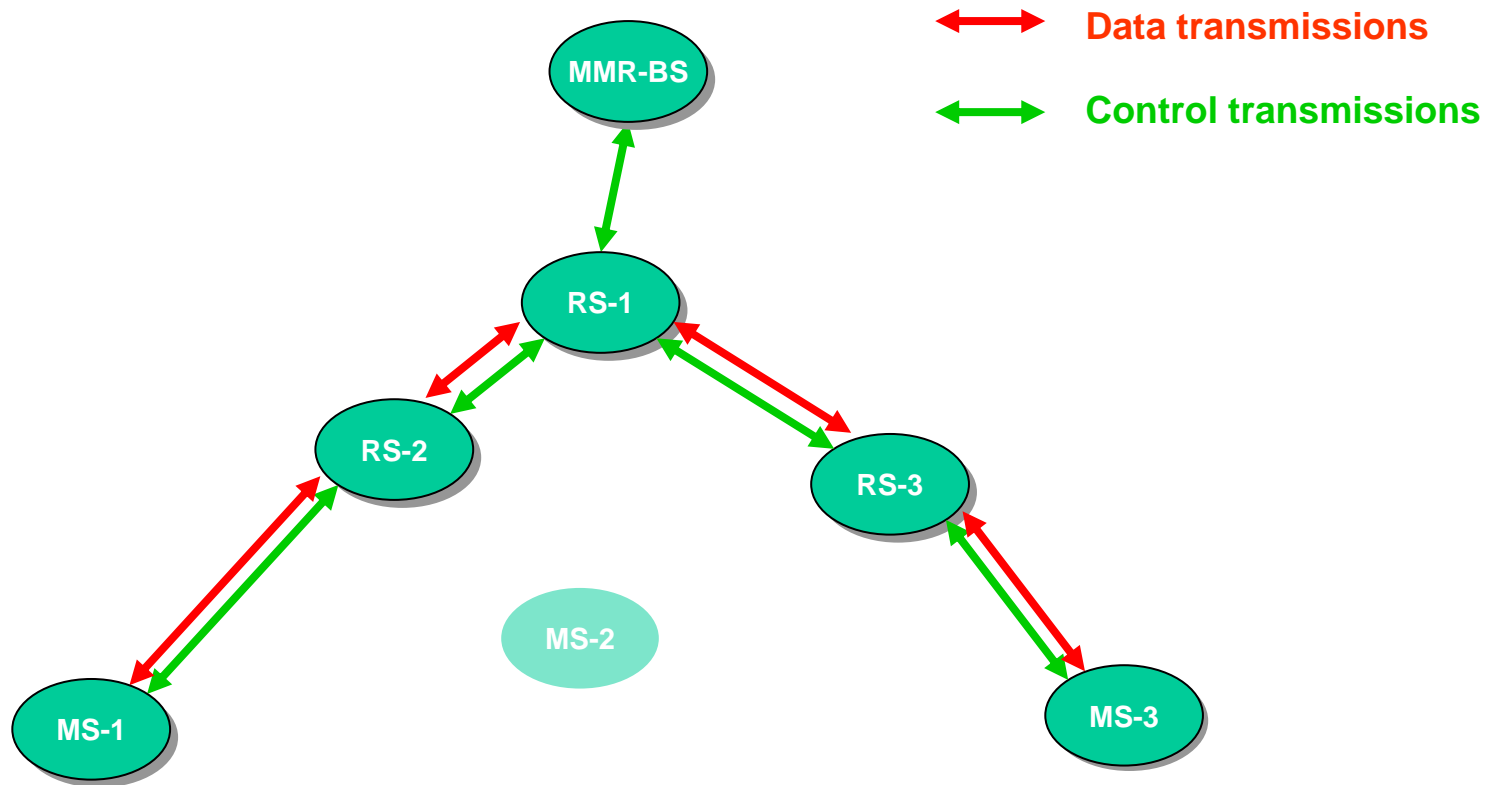 Data transmissions
MMR-BS
Control transmissions
RS-1
RS-2
RS-3
MS-2
MS-1
MS-3